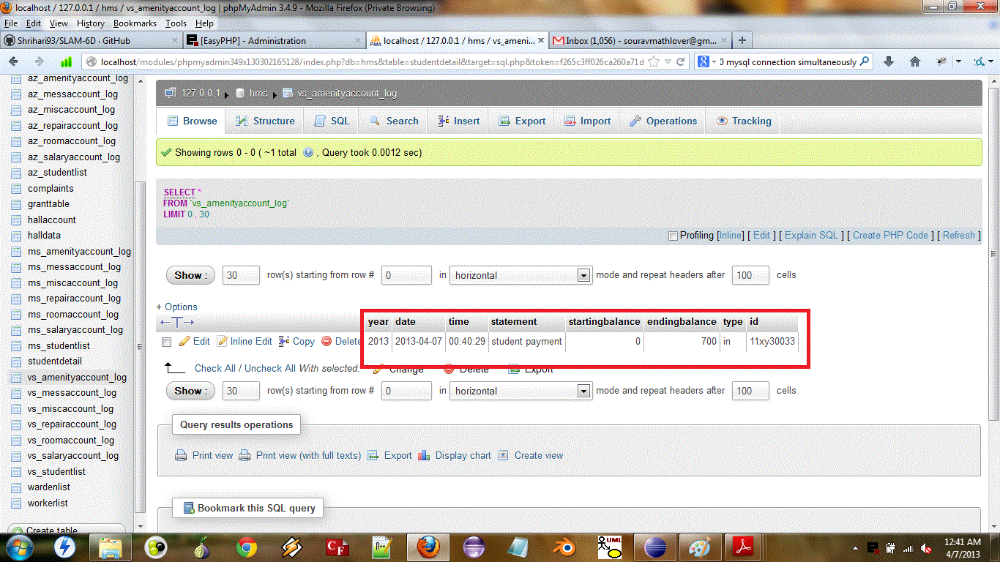 localhost / 127.0.0.1 / hms / vs_amenityaccount_log | phpMyAdmin 3.4.9 - Mozilla Firefox (Private Browsing)
File Edit View History Bookmarks Tools Help
Shrihari93/SLAM-6D · GitHub [EasyPHP] - Administration localhost / 127.0.0.1 / hms / vs_ameni... Inbox (1,056) - souravmathlover@gm...
localhost/modules/phpmyadmin349x130302165128/index.php?db=hms&table=studentdetail&target=sql.php&token=f265c3ff026ca260a71d
mysql connection simultaneously
az_amenityaccount_log
az_messaccount_log
az_miscaccount_log
az_repairaccount_log
az_roomaccount_log
az_salaryaccount_log
az_studentlist
complaints
granttable
hallaccount
halldata
ms_amenityaccount_log
ms_messaccount_log
ms_miscaccount_log
ms_repairaccount_log
ms_roomaccount_log
ms_salaryaccount_log
ms_studentlist
studentdetail
vs_amenityaccount_log
vs_messaccount_log
vs_miscaccount_log
vs_repairaccount_log
vs_roomaccount_log
vs_salaryaccount_log
vs_studentlist
wardenlist
workerlist
Create table
127.0.0.1 hms vs_amenityaccount_log
Browse Structure SQL Search Insert Export Import Operations Tracking
Showing rows 0 - 0 ( ~1 total , Query took 0.0012 sec)
SELECT *
FROM `vs_amenityaccount_log`
LIMIT 0 , 30
Profiling [Inline] [ Edit ] [ Explain SQL ] [ Create PHP Code ] [ Refresh ]
Show : 30 row(s) starting from row # 0 in horizontal mode and repeat headers after 100 cells
+ Options
year date time statement startingbalance endingbalance type id
Edit Inline Edit Copy Delete 2013 2013-04-07 00:40:29 student payment 0 700 in 11xy30033
Check All / Uncheck All With selected: Change Delete Export
Show : 30 row(s) starting from row # 0 in horizontal mode and repeat headers after 100 cells
Query results operations
Print view Print view (with full texts) Export Display chart Create view
Bookmark this SQL query
12:41 AM
4/7/2013